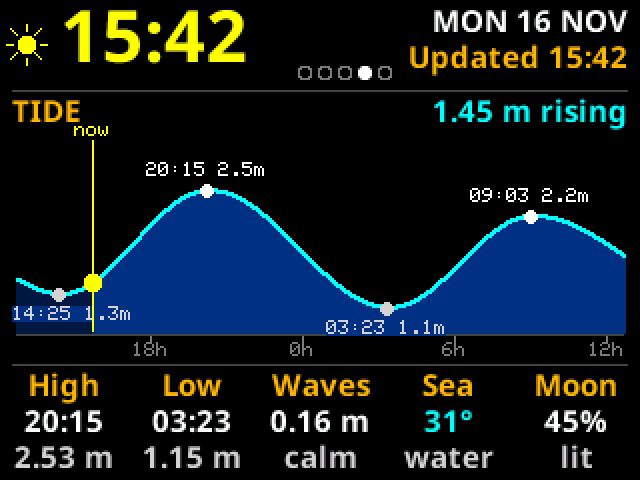 15:42
MON 16 NOV
Updated 15:42
TIDE
1.45 m rising
now
20:15 2.5m
09:03 2.2m
14:25 1.3m
03:23 1.1m
18h 0h 6h 12h
High Low Waves Sea Moon
20:15 03:23 0.16 m 31° 45%
2.53 m 1.15 m calm water lit